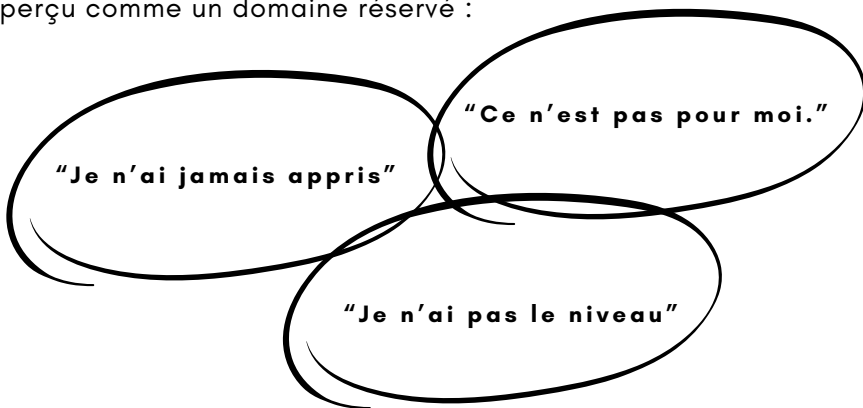 perçu comme un domaine réservé :
“Ce n’est pas pour moi.”
“Je n’ai jamais appris”
“Je n’ai pas le niveau”